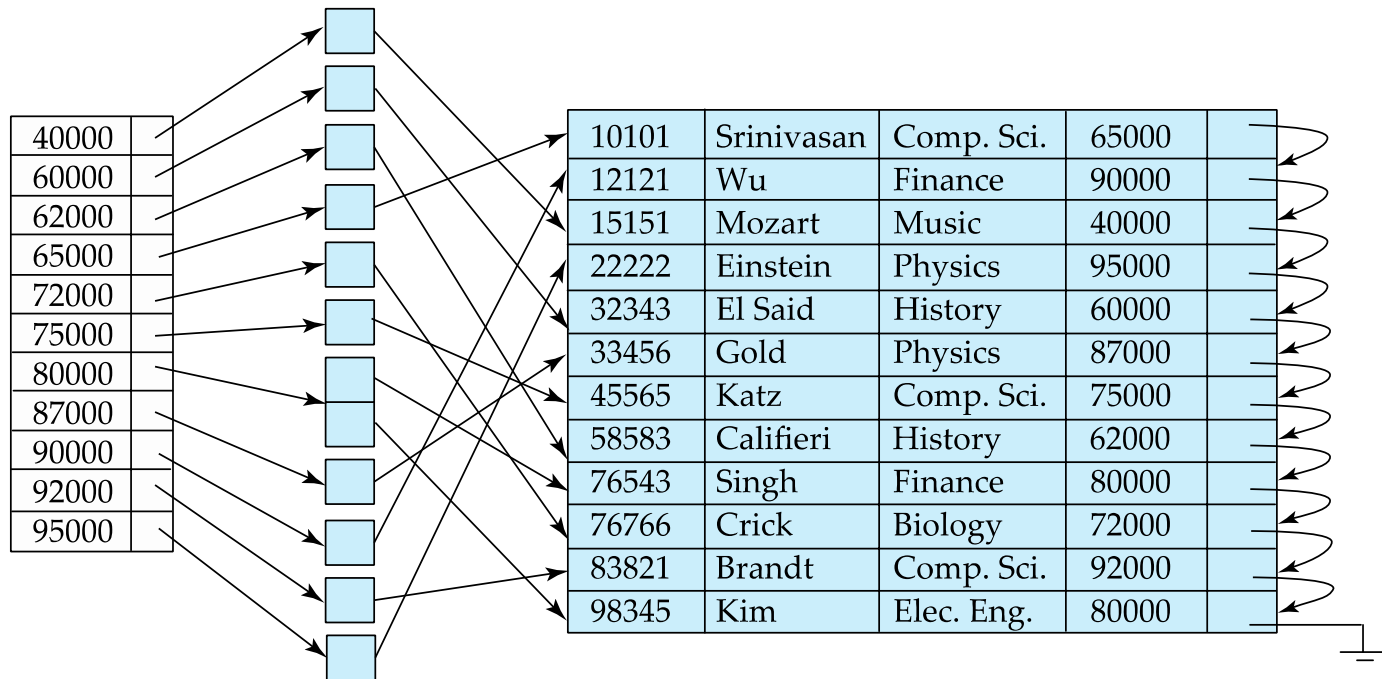 40000
60000
62000
65000
72000
75000
80000
87000
90000
92000
95000
10101 Srinivasan Comp. Sci. 65000
12121 Wu Finance 90000
15151 Mozart Music 40000
22222 Einstein Physics 95000
32343 El Said History 60000
33456 Gold Physics 87000
45565 Katz Comp. Sci. 75000
58583 Califieri History 62000
76543 Singh Finance 80000
76766 Crick Biology 72000
83821 Brandt Comp. Sci. 92000
98345 Kim Elec. Eng. 80000